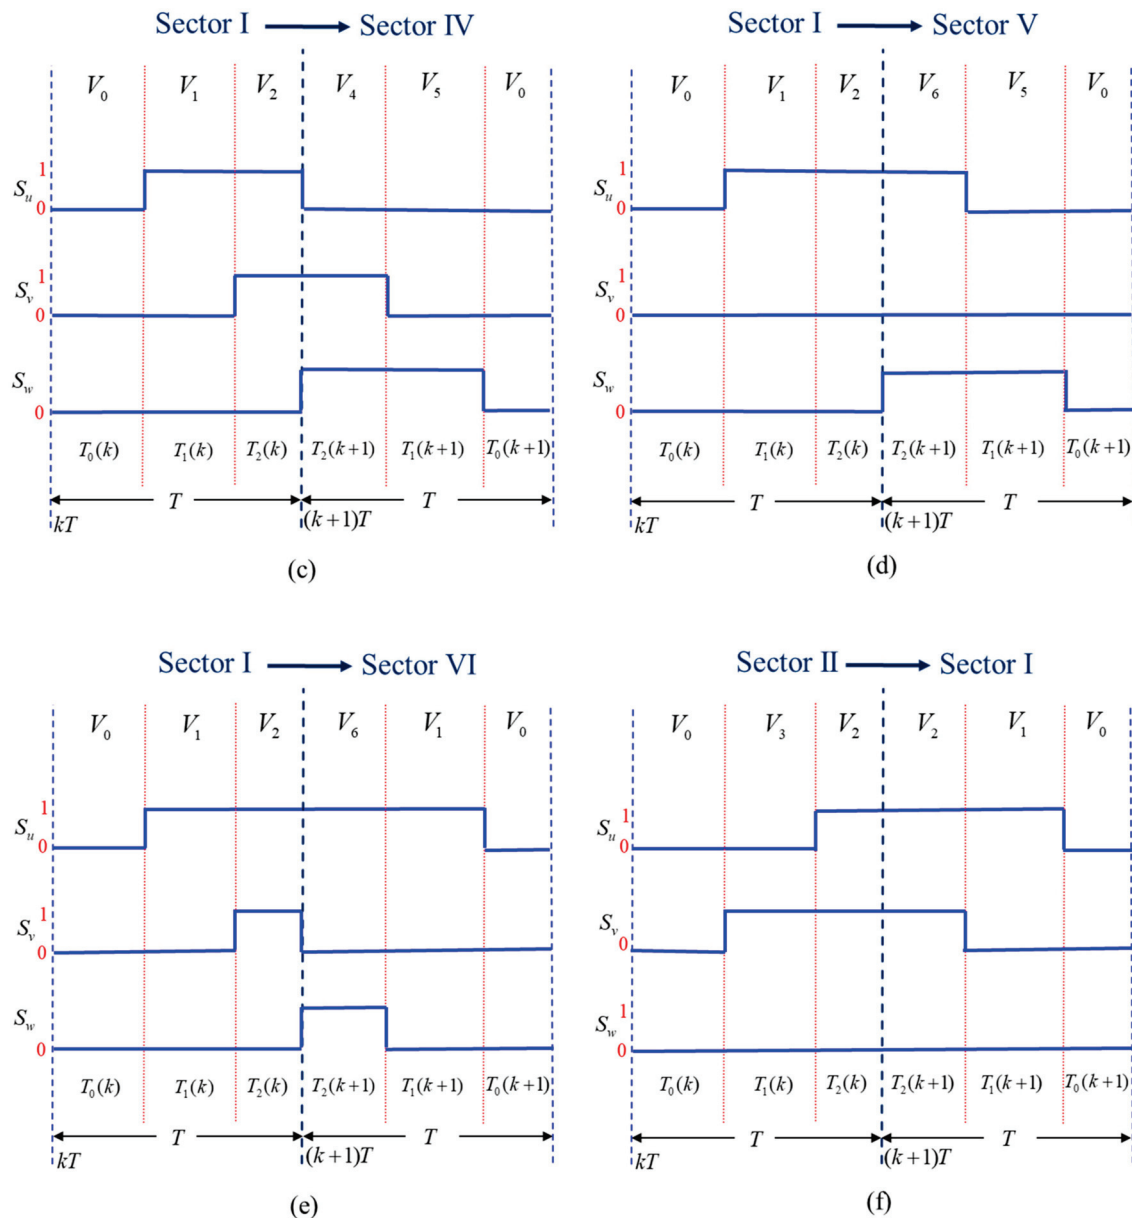 Sector I Sector IV
V₀ V₁ V₂ V₄ V₅ V₀
1
Sᵤ
0
1
Sᵥ
0
S_w
0
T₀(k) T₁(k) T₂(k) T₂(k+1) T₁(k+1) T₀(k+1)
T T
kT (k+1)T
(c)
Sector I Sector V
V₀ V₁ V₂ V₆ V₅ V₀
1
Sᵤ
0
1
Sᵥ
0
S_w
0
T₀(k) T₁(k) T₂(k) T₂(k+1) T₁(k+1) T₀(k+1)
T T
kT (k+1)T
(d)
Sector I Sector VI
V₀ V₁ V₂ V₆ V₁ V₀
1
Sᵤ
0
1
Sᵥ
0
S_w
0
T₀(k) T₁(k) T₂(k) T₂(k+1) T₁(k+1) T₀(k+1)
T T
kT (k+1)T
(e)
Sector II Sector I
V₀ V₃ V₂ V₂ V₁ V₀
1
Sᵤ
0
Sᵥ
0
1
S_w
0
T₀(k) T₁(k) T₂(k) T₂(k+1) T₁(k+1) T₀(k+1)
T T
kT (k+1)T
(f)